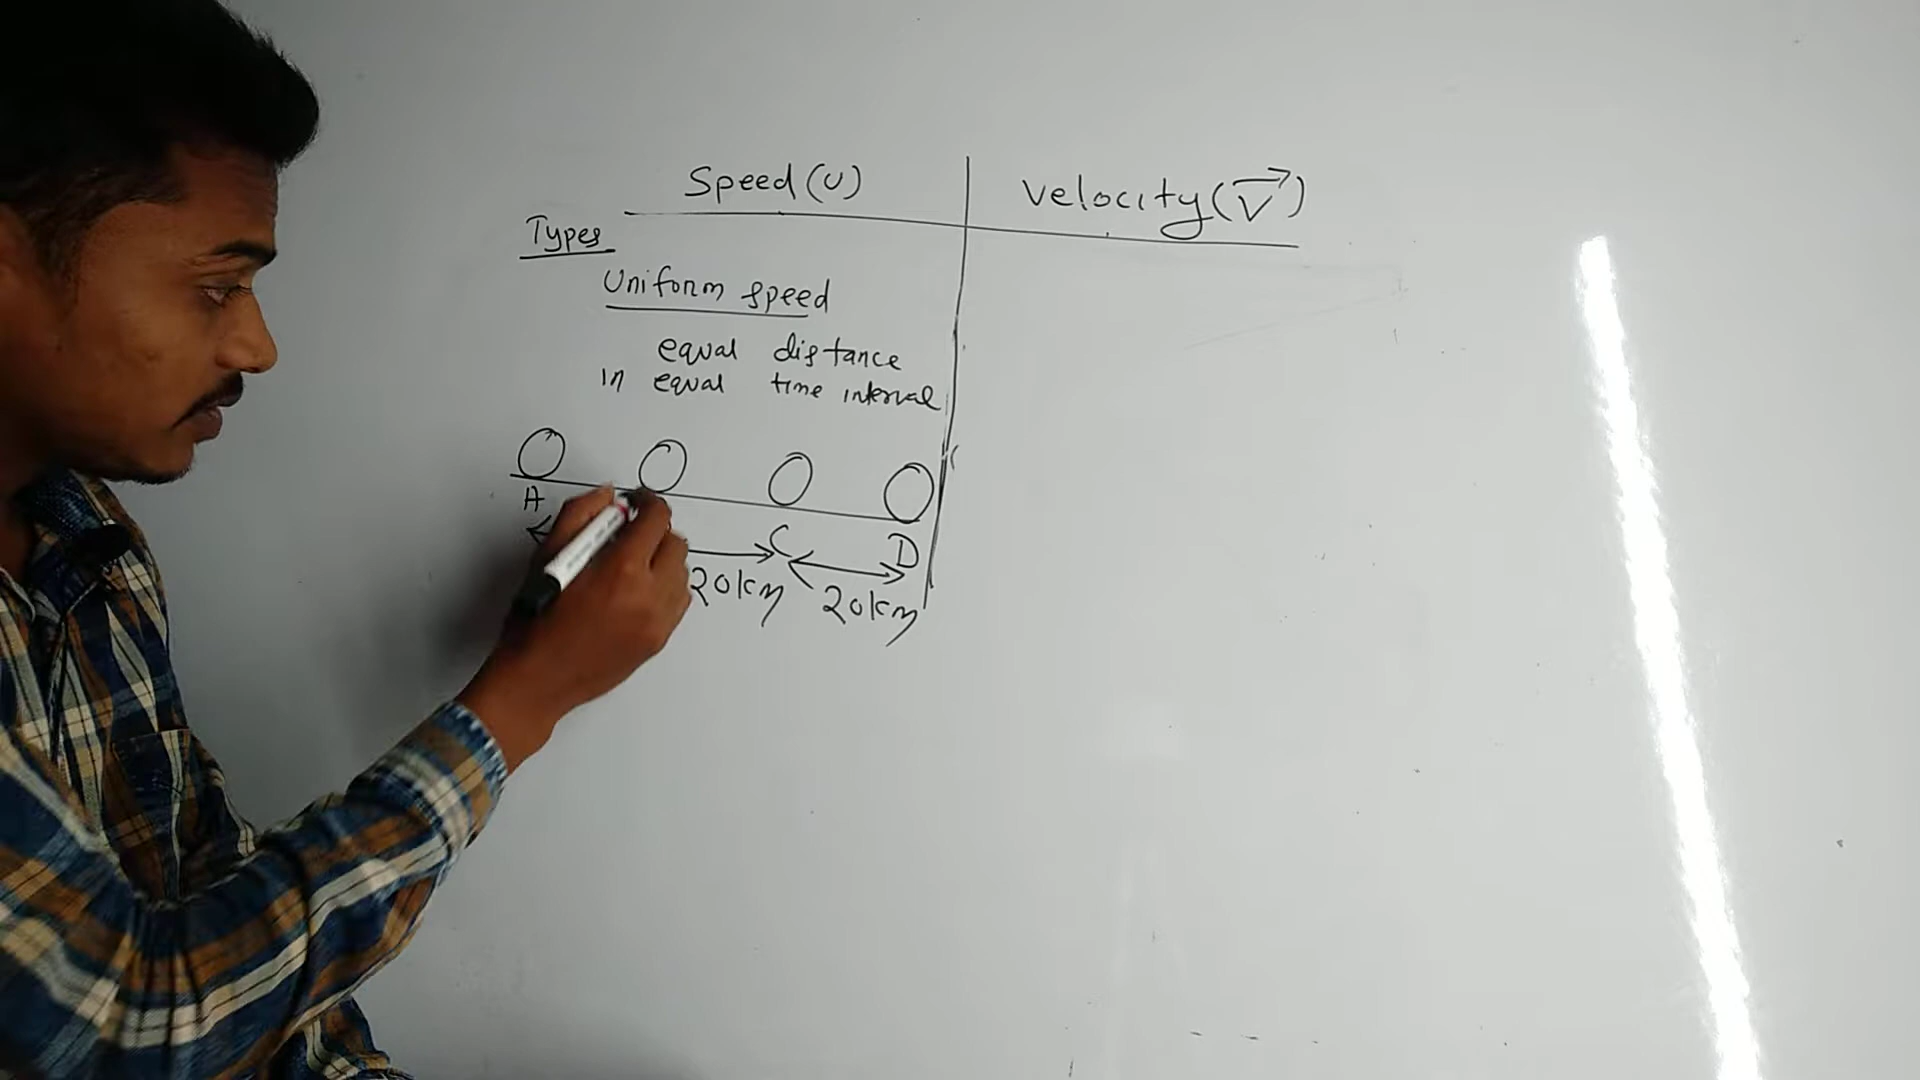 Speed (υ)
Velocity (V⃗)
Types
Uniform speed
equal distance
in equal time interval
A
C
D
20km
20km